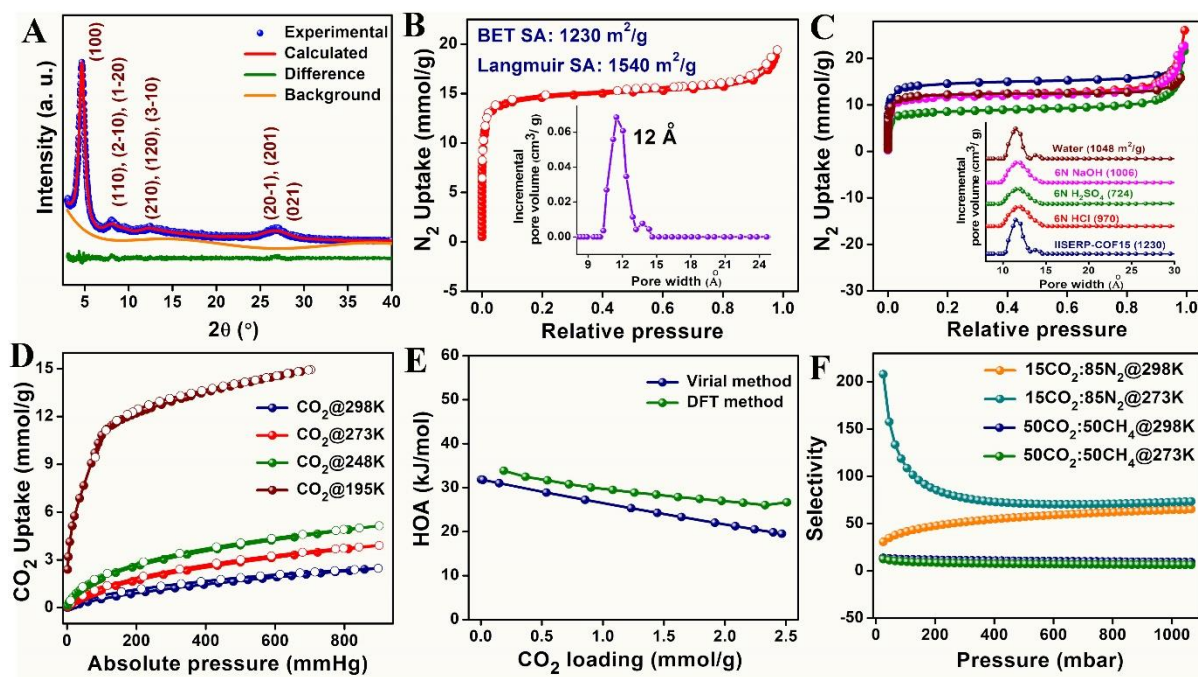 A
(100)
(110), (2-10), (1-20)
(210), (120), (3-10)
(20-1), (201)
(021)
Experimental
Calculated
Difference
Background
Intensity (a. u.)
5 10 15 20 25 30 35 40
2θ (°)
B
BET SA: 1230 m²/g
Langmuir SA: 1540 m²/g
N₂ Uptake (mmol/g)
20
15
10
5
0
-5
0.0 0.2 0.4 0.6 0.8 1.0
Relative pressure
12 Å
Incremental
pore volume (cm³/ g)
0.06
0.04
0.02
0.00
9 12 15 18 21 24
Pore width (Å)
C
N₂ Uptake (mmol/g)
30
20
10
0
-10
-20
-30
0.0 0.2 0.4 0.6 0.8 1.0
Relative pressure
Incremental
pore volume (cm³/ g)
Water (1048 m²/g)
6N NaOH (1006)
6N H₂SO₄ (724)
6N HCl (970)
IISERP-COF15 (1230)
10 15 20 25 30
Pore width (Å)
D
CO₂ Uptake (mmol/g)
15
12
9
6
3
0
CO₂@298K
CO₂@273K
CO₂@248K
CO₂@195K
0 200 400 600 800
Absolute pressure (mmHg)
E
HOA (kJ/mol)
60
50
40
30
20
10
0
Virial method
DFT method
0.0 0.5 1.0 1.5 2.0 2.5
CO₂ loading (mmol/g)
F
Selectivity
200
150
100
50
0
-50
15CO₂:85N₂@298K
15CO₂:85N₂@273K
50CO₂:50CH₄@298K
50CO₂:50CH₄@273K
0 200 400 600 800 1000
Pressure (mbar)